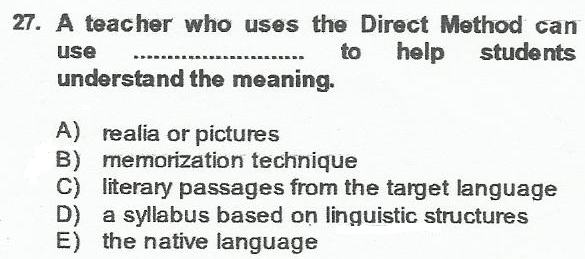 27. A teacher who uses the Direct Method can
use ......................... to help students
understand the meaning.
A) realia or pictures
B) memorization technique
C) literary passages from the target language
D) a syllabus based on linguistic structures
E) the native language